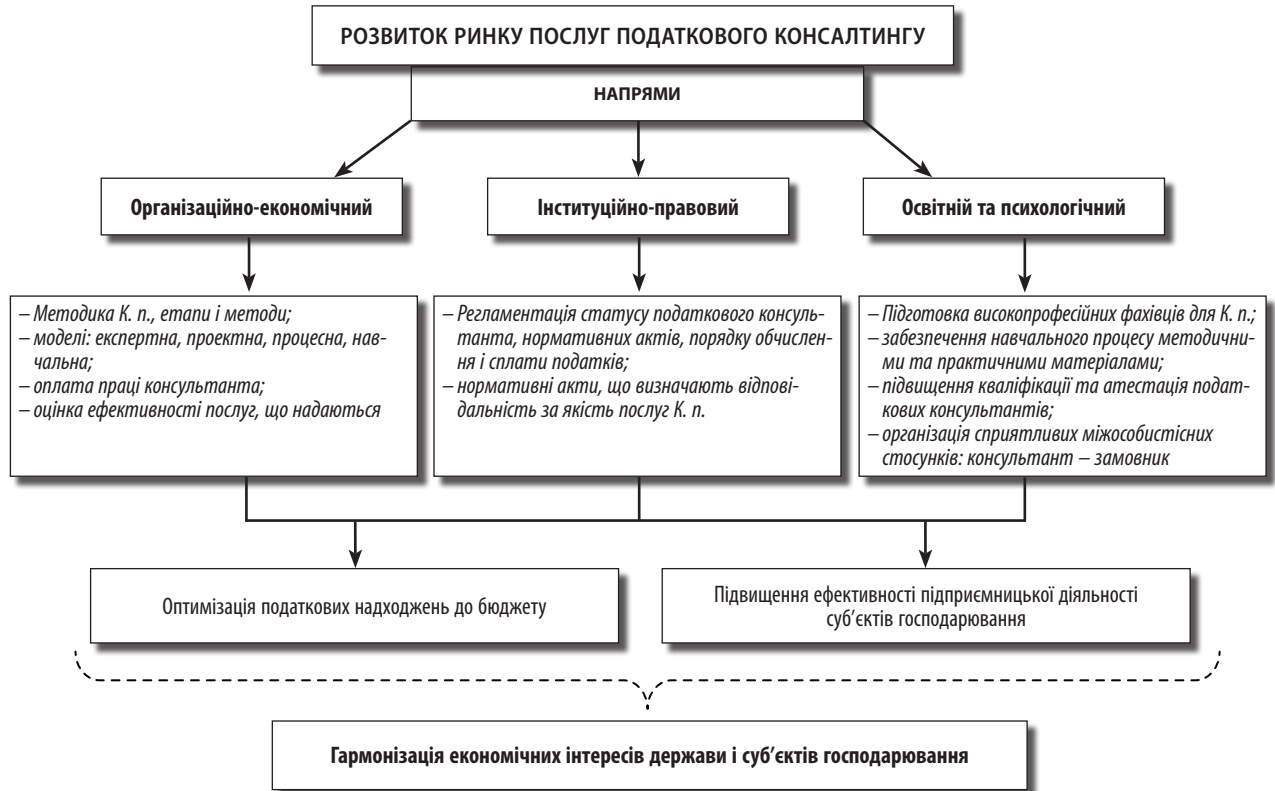 РОЗВИТОК РИНКУ ПОСЛУГ ПОДАТКОВОГО КОНСАЛТИНГУ
НАПРЯМИ
Організаційно-економічний
Інституційно-правовий
Освітній та психологічний
– Методика К. п., етапи і методи;
– моделі: експертна, проектна, процесна, нав-
чальна;
– оплата праці консультанта;
– оцінка ефективності послуг, що надаються
– Регламентація статусу податкового консуль-
танта, нормативних актів, порядку обчислен-
ня і сплати податків;
– нормативні акти, що визначають відпові-
дальність за якість послуг К. п.
– Підготовка високопрофесійних фахівців для К. п.;
– забезпечення навчального процесу методични-
ми та практичними матеріалами;
– підвищення кваліфікації та атестація подат-
кових консультантів;
– організація сприятливих міжособистісних
стосунків: консультант – замовник
Оптимізація податкових надходжень до бюджету
Підвищення ефективності підприємницької діяльності
суб’єктів господарювання
Гармонізація економічних інтересів держави і суб’єктів господарювання